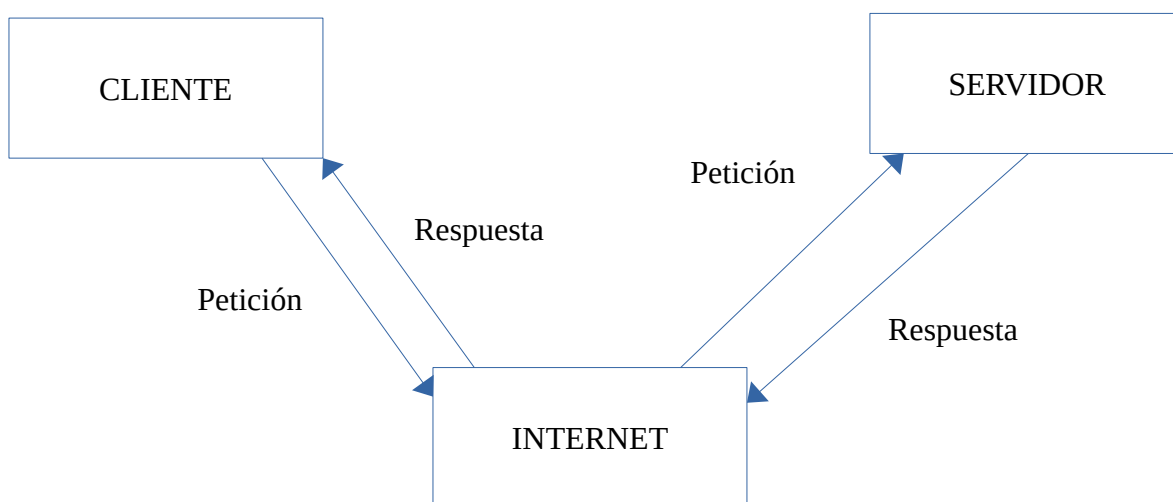 CLIENTE
SERVIDOR
Petición
Respuesta
Petición
Respuesta
INTERNET